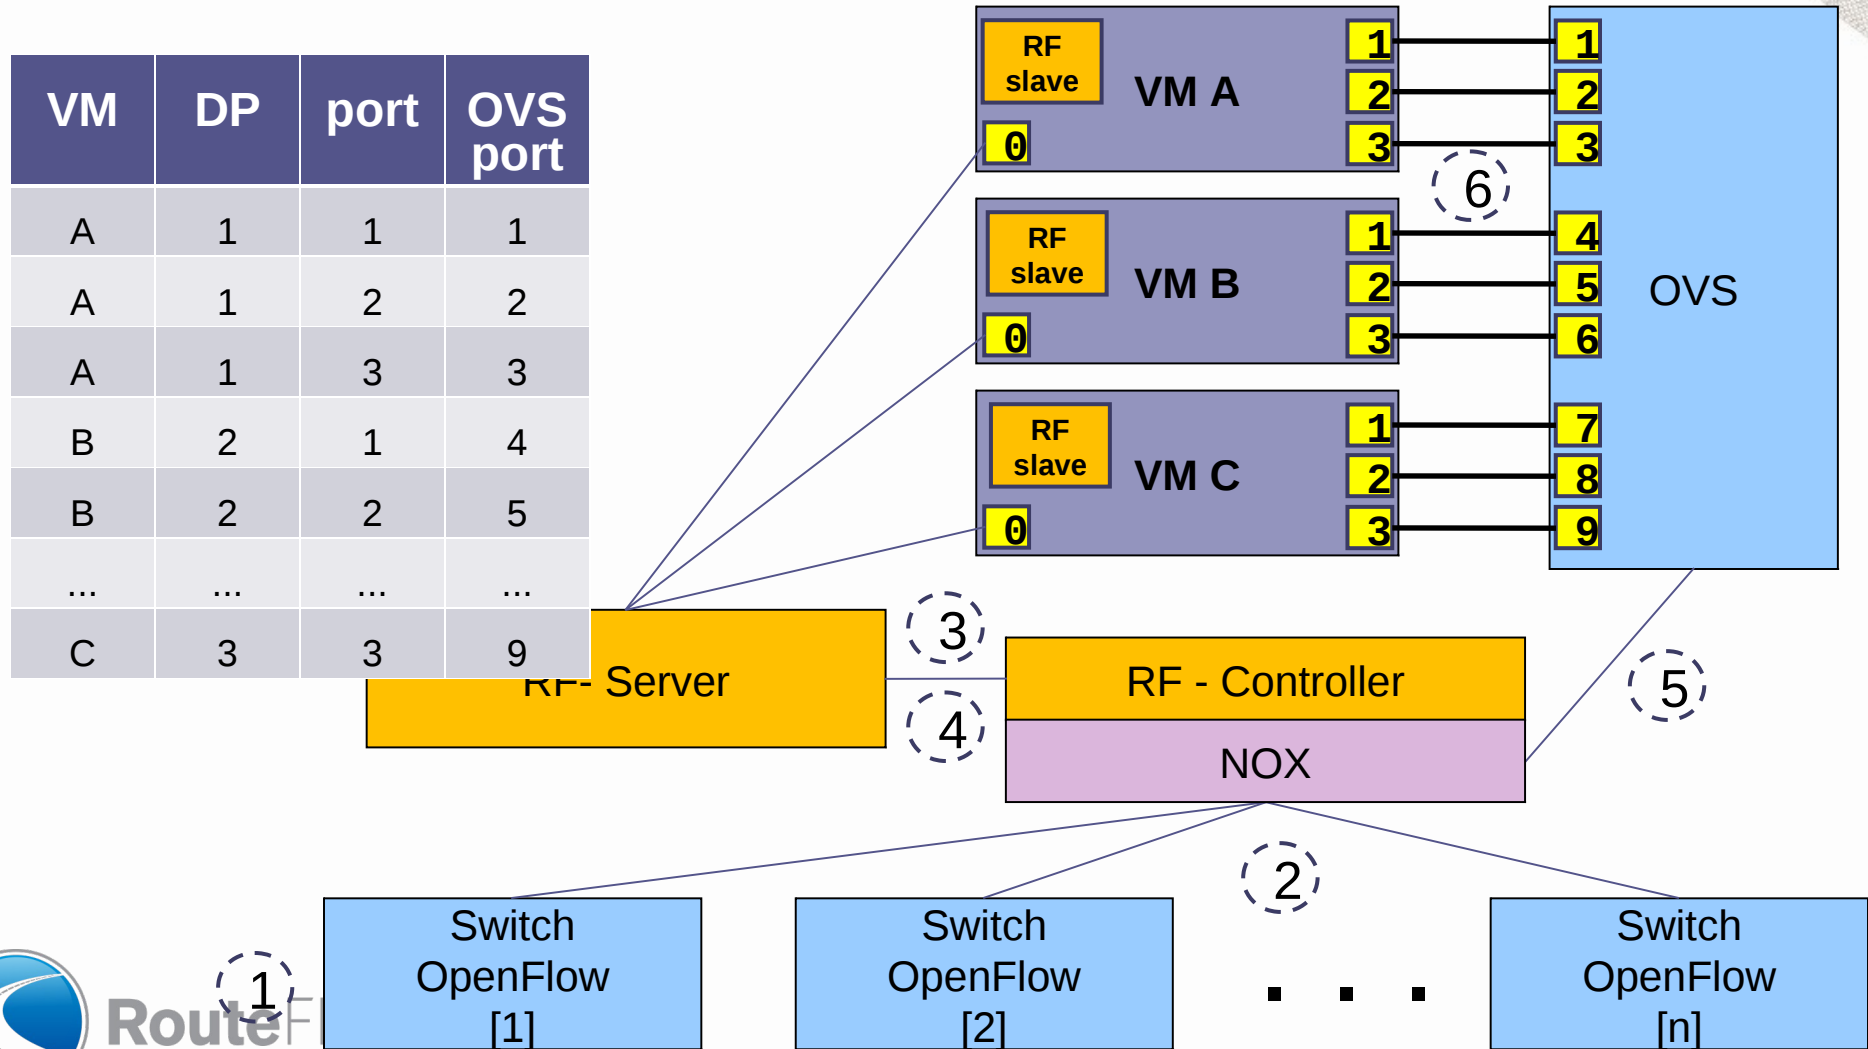 VM DP port OVS port
A 1 1 1
A 1 2 2
A 1 3 3
B 2 1 4
B 2 2 5
... ... ... ...
C 3 3 9
RF
slave
VM A
0
1 1
2 2
3 3
6
RF
slave
VM B
0
1 4
2 5
3 6
OVS
RF
slave
VM C
0
1 7
2 8
3 9
RF- Server
3
4
RF - Controller
NOX
5
2
1
Switch
OpenFlow
[1]
Switch
OpenFlow
[2]
. . .
Switch
OpenFlow
[n]